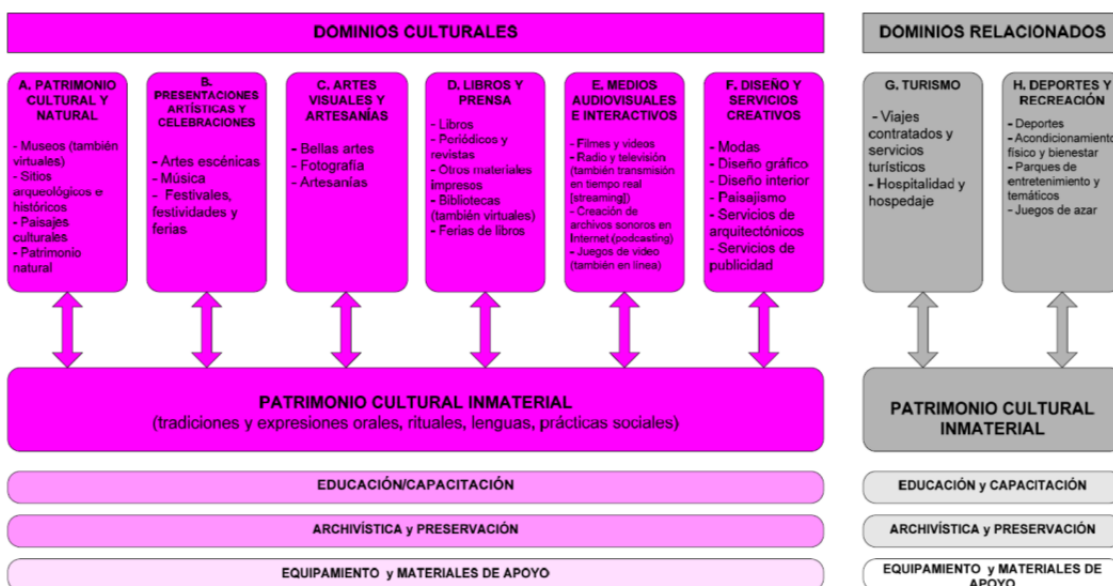 DOMINIOS CULTURALES
DOMINIOS RELACIONADOS
A. PATRIMONIO
CULTURAL Y
NATURAL
- Museos (también
virtuales)
- Sitios
arqueológicos e
históricos
- Paisajes
culturales
- Patrimonio
natural
B.
PRESENTACIONES
ARTÍSTICAS Y
CELEBRACIONES
- Artes escénicas
- Música
- Festivales,
festividades y
ferias
C. ARTES
VISUALES Y
ARTESANÍAS
- Bellas artes
- Fotografía
- Artesanías
D. LIBROS Y
PRENSA
- Libros
- Periódicos y
revistas
- Otros materiales
impresos
- Bibliotecas
(también virtuales)
- Ferias de libros
E. MEDIOS
AUDIOVISUALES
E INTERACTIVOS
- Filmes y videos
- Radio y televisión
(también transmisión
en tiempo real
[streaming])
- Creación de
archivos sonoros en
Internet (podcasting)
- Juegos de video
(también en línea)
F. DISEÑO Y
SERVICIOS
CREATIVOS
- Modas
- Diseño gráfico
- Diseño interior
- Paisajismo
- Servicios de
arquitectónicos
- Servicios de
publicidad
G. TURISMO
- Viajes
contratados y
servicios
turísticos
- Hospitalidad y
hospedaje
H. DEPORTES Y
RECREACIÓN
- Deportes
- Acondicionamiento
físico y bienestar
- Parques de
entretenimiento y
temáticos
- Juegos de azar
PATRIMONIO CULTURAL INMATERIAL
(tradiciones y expresiones orales, rituales, lenguas, prácticas sociales)
PATRIMONIO CULTURAL
INMATERIAL
EDUCACIÓN/CAPACITACIÓN
EDUCACIÓN y CAPACITACIÓN
ARCHIVÍSTICA y PRESERVACIÓN
ARCHIVÍSTICA y PRESERVACIÓN
EQUIPAMIENTO y MATERIALES DE APOYO
EQUIPAMIENTO y MATERIALES DE
APOYO